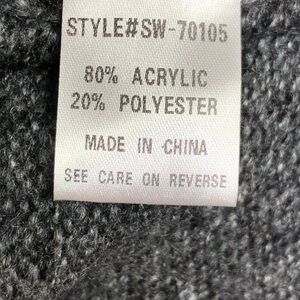 STYLE#SW-70105
80% ACRYLIC
20% POLYESTER
MADE IN CHINA
SEE CARE ON REVERSE